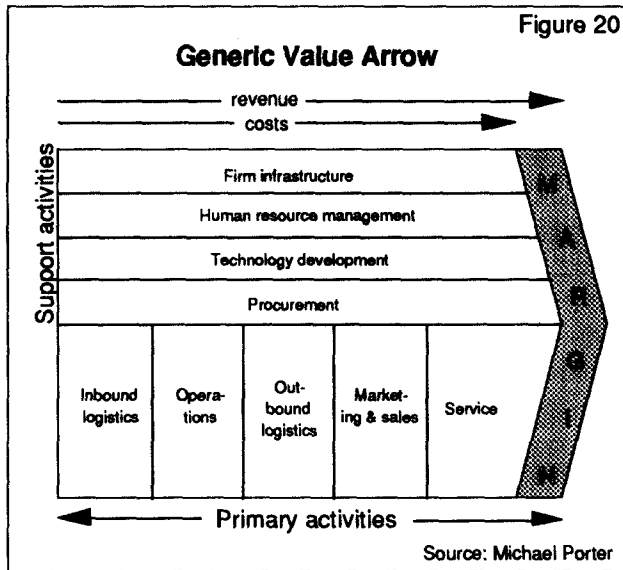 Figure 20
Generic Value Arrow
revenue
costs
Support activities
Firm infrastructure
Human resource management
Technology development
Procurement
Inbound
logistics
Opera-
tions
Out-
bound
logistics
Market-
ing & sales
Service
M
A
R
G
I
N
Primary activities
Source: Michael Porter